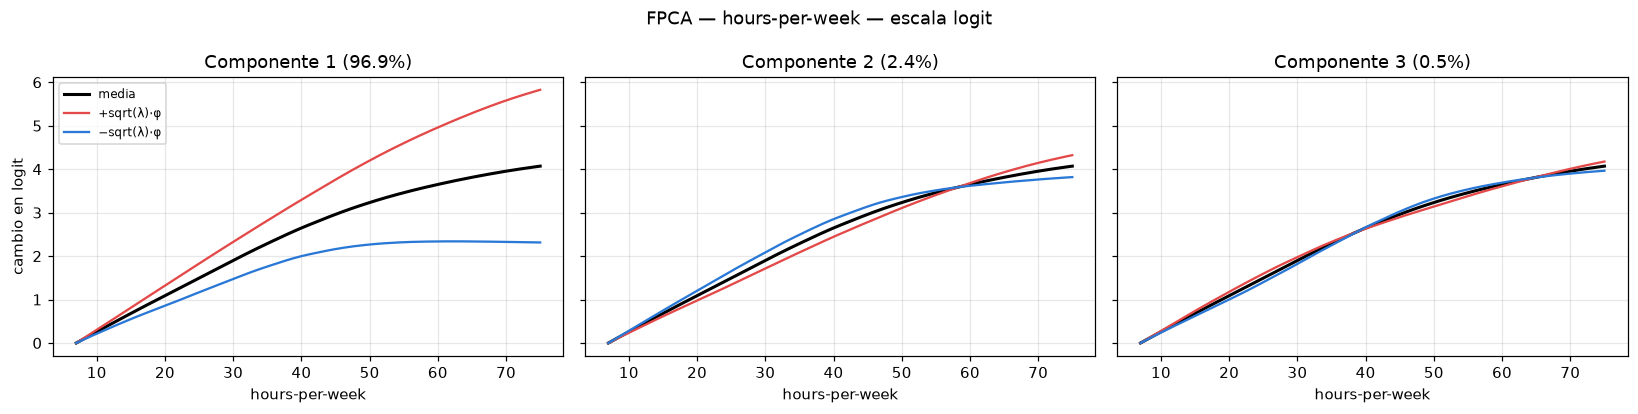 FPCA — hours-per-week — escala logit
Componente 1 (96.9%)
Componente 2 (2.4%)
Componente 3 (0.5%)
media
+sqrt(λ)·φ
−sqrt(λ)·φ
cambio en logit
6
5
4
3
2
1
0
10 20 30 40 50 60 70
10 20 30 40 50 60 70
10 20 30 40 50 60 70
hours-per-week
hours-per-week
hours-per-week